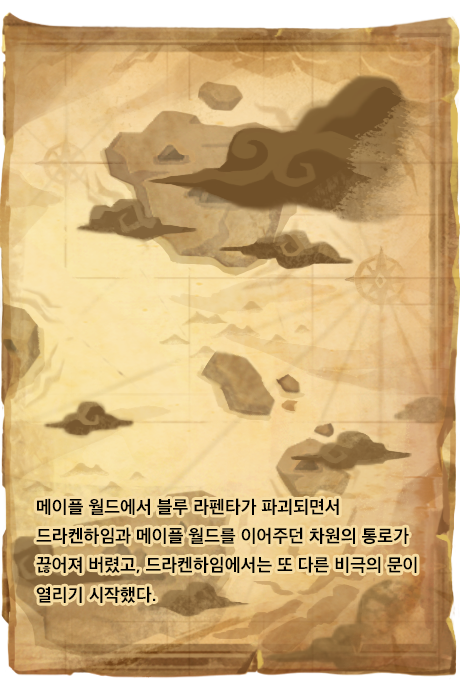 메이플 월드에서 블루 라펜타가 파괴되면서
드라켄하임과 메이플 월드를 이어주던 차원의 통로가
끊어져 버렸고, 드라켄하임에서는 또 다른 비극의 문이
열리기 시작했다.